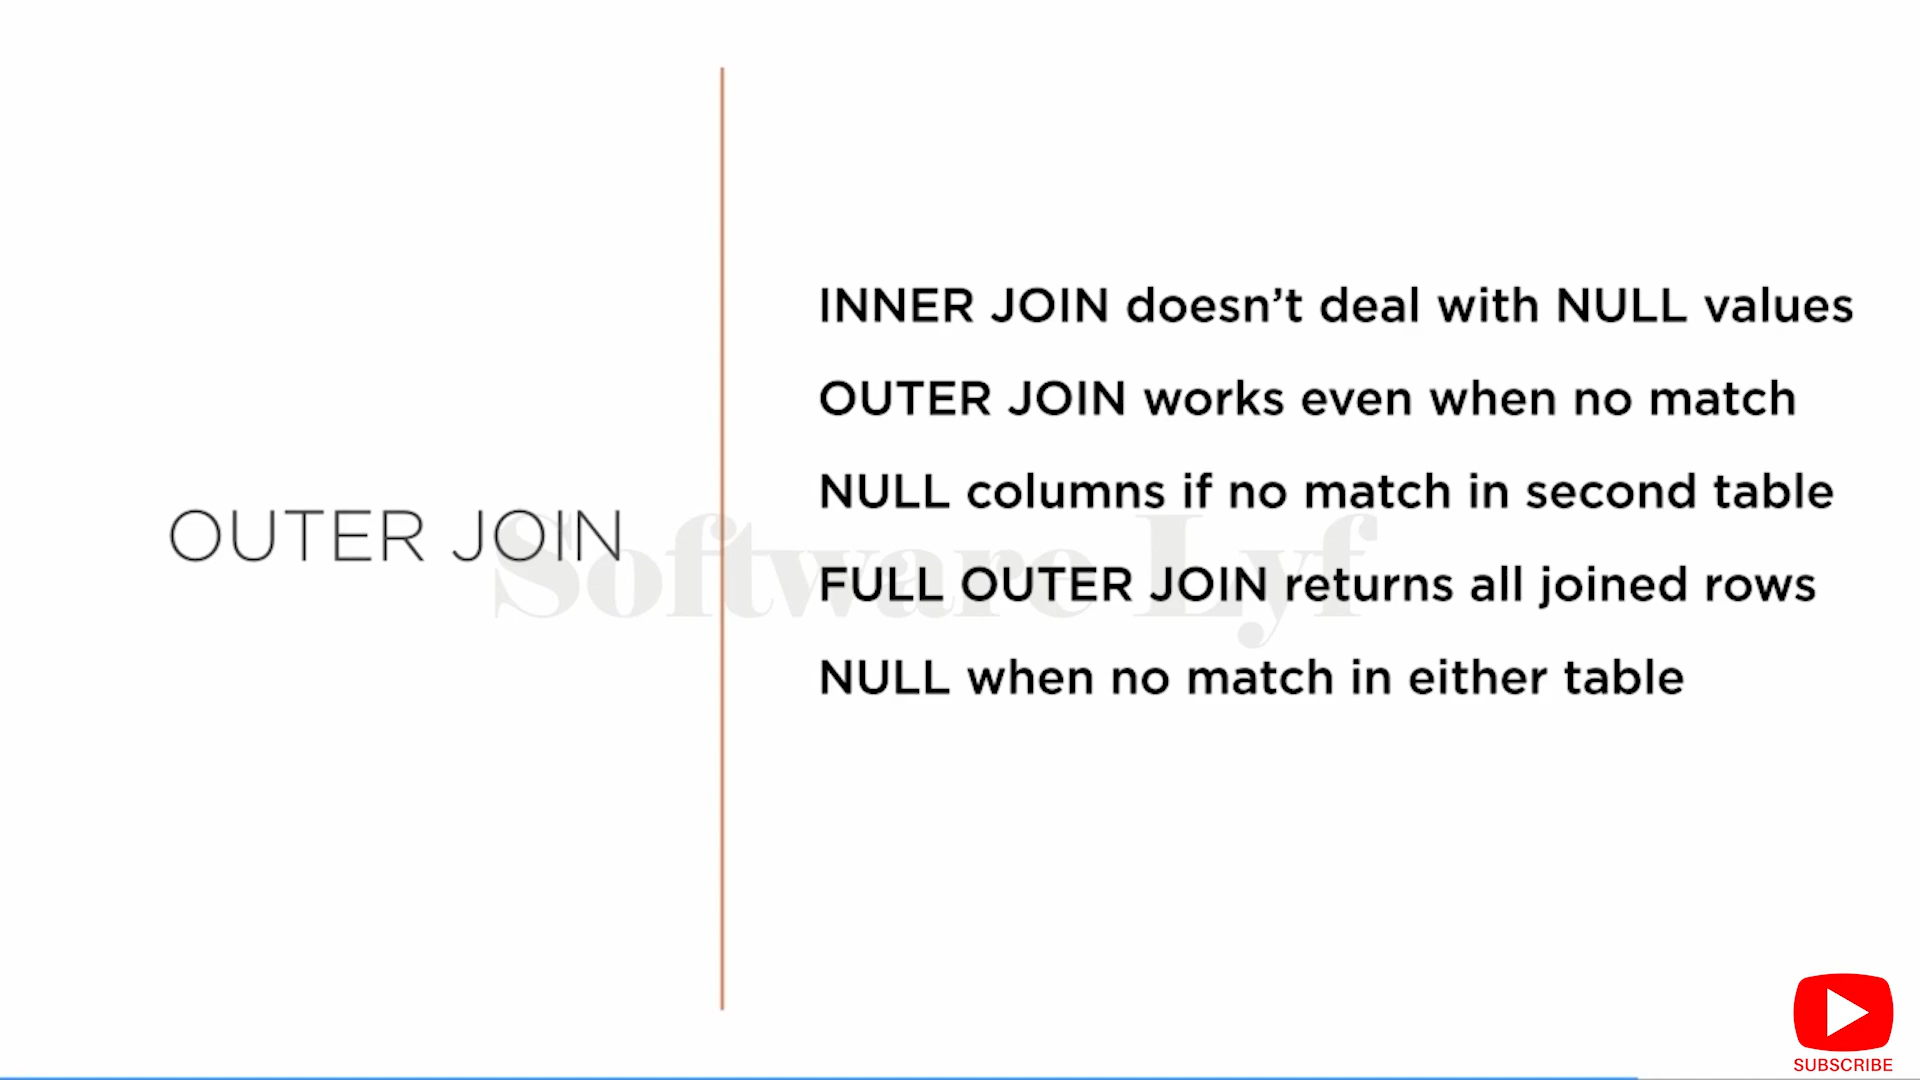 OUTER JOIN
INNER JOIN doesn’t deal with NULL values
OUTER JOIN works even when no match
NULL columns if no match in second table
FULL OUTER JOIN returns all joined rows
NULL when no match in either table
Software Lyf
SUBSCRIBE